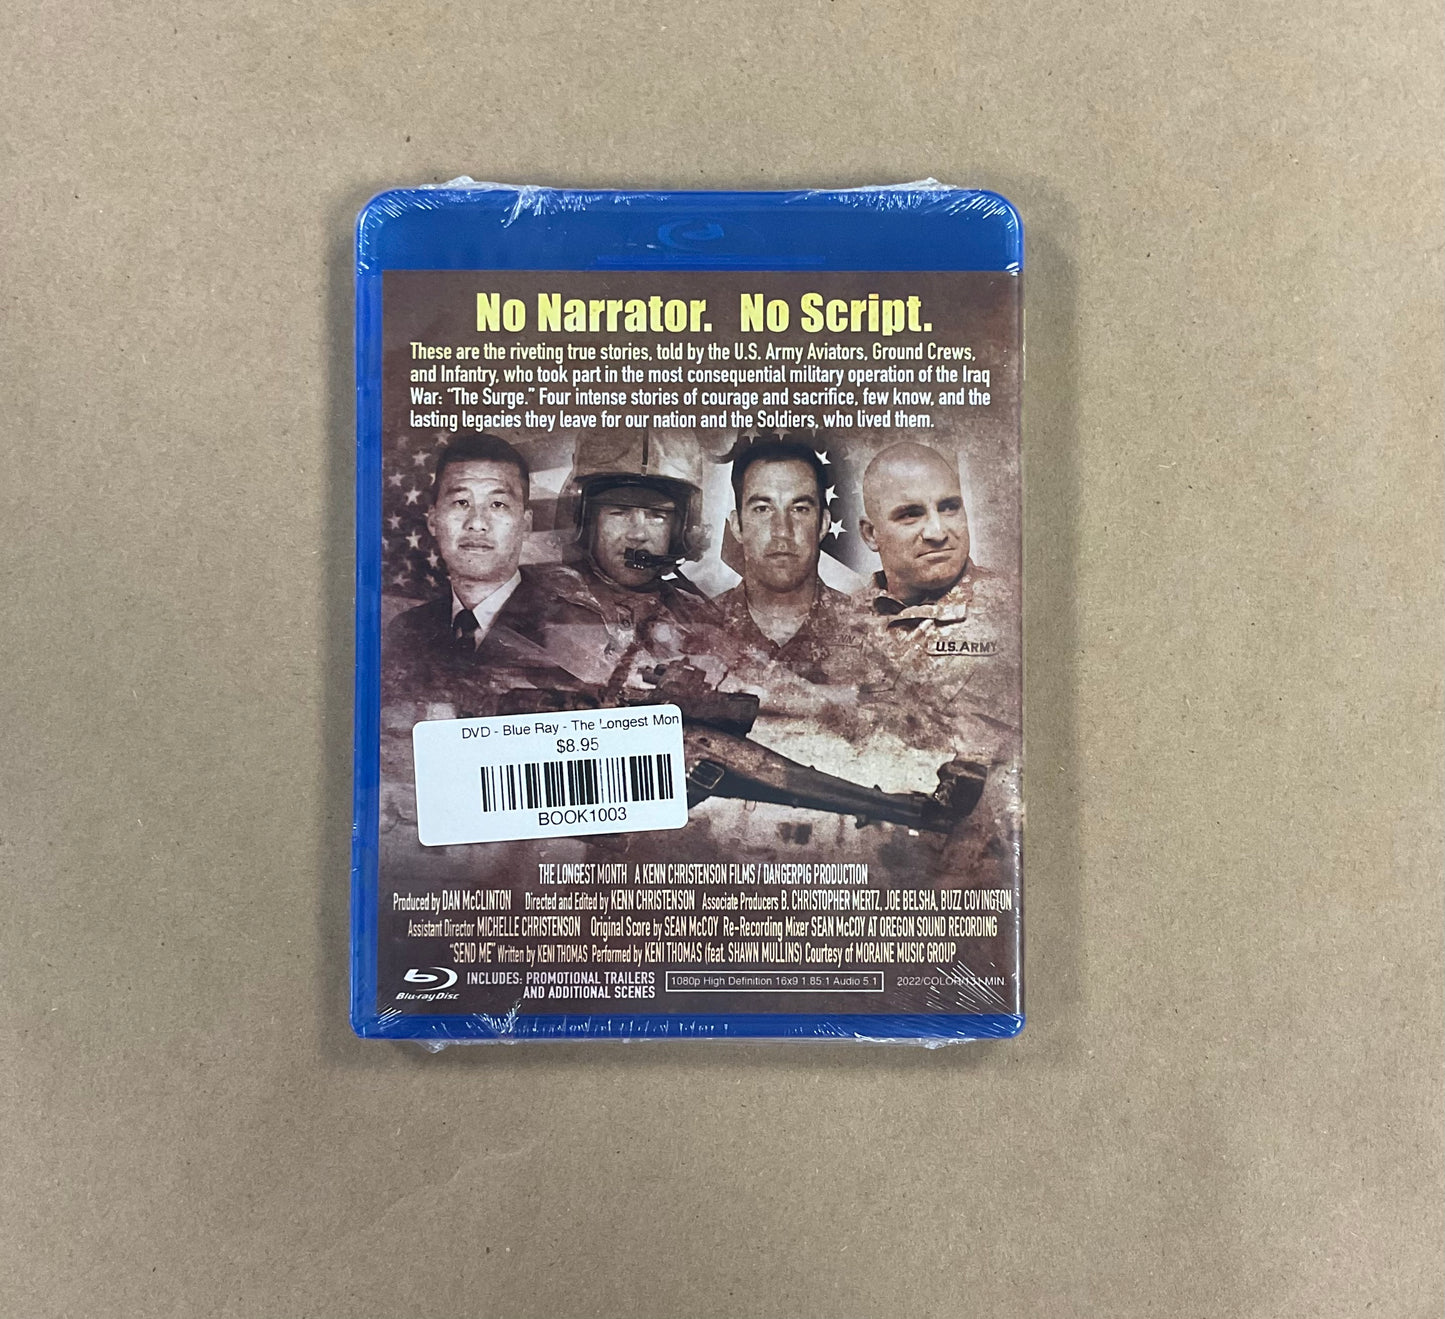 No Narrator. No Script.
These are the riveting true stories, told by the U.S. Army Aviators, Ground Crews,
and Infantry, who took part in the most consequential military operation of the Iraq
War: “The Surge.” Four intense stories of courage and sacrifice, few know, and the
lasting legacies they leave for our nation and the Soldiers, who lived them.
U.S. ARMY
DVD - Blue Ray - The Longest Mon
$8.95
BOOK1003
THE LONGEST MONTH A KENN CHRISTENSON FILMS / DANGERPIG PRODUCTION
Produced by DAN McCLINTON Directed and Edited by KENN CHRISTENSON Associate Producers B. CHRISTOPHER MERTZ, JOE BELSHA, BUZZ COVINGTON
Assistant Director MICHELLE CHRISTENSON Original Score by SEAN McCOY Re-Recording Mixer SEAN McCOY AT OREGON SOUND RECORDING
“SEND ME” Written by KENI THOMAS Performed by KENI THOMAS (feat. SHAWN MULLINS) Courtesy of MORAINE MUSIC GROUP
Blu-ray Disc
INCLUDES: PROMOTIONAL TRAILERS
AND ADDITIONAL SCENES
1080p High Definition 16x9 1.85:1 Audio 5.1
2022/COLOR/131 MIN.